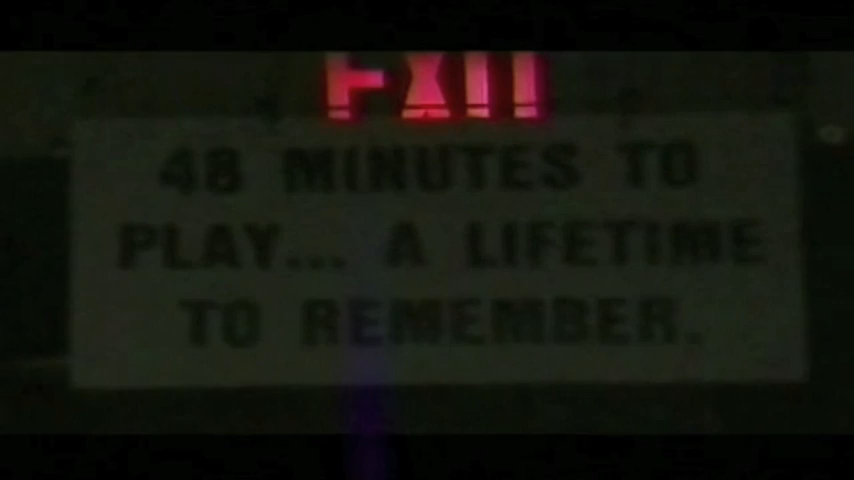 EXIT
48 MINUTES TO
PLAY... A LIFETIME
TO REMEMBER.